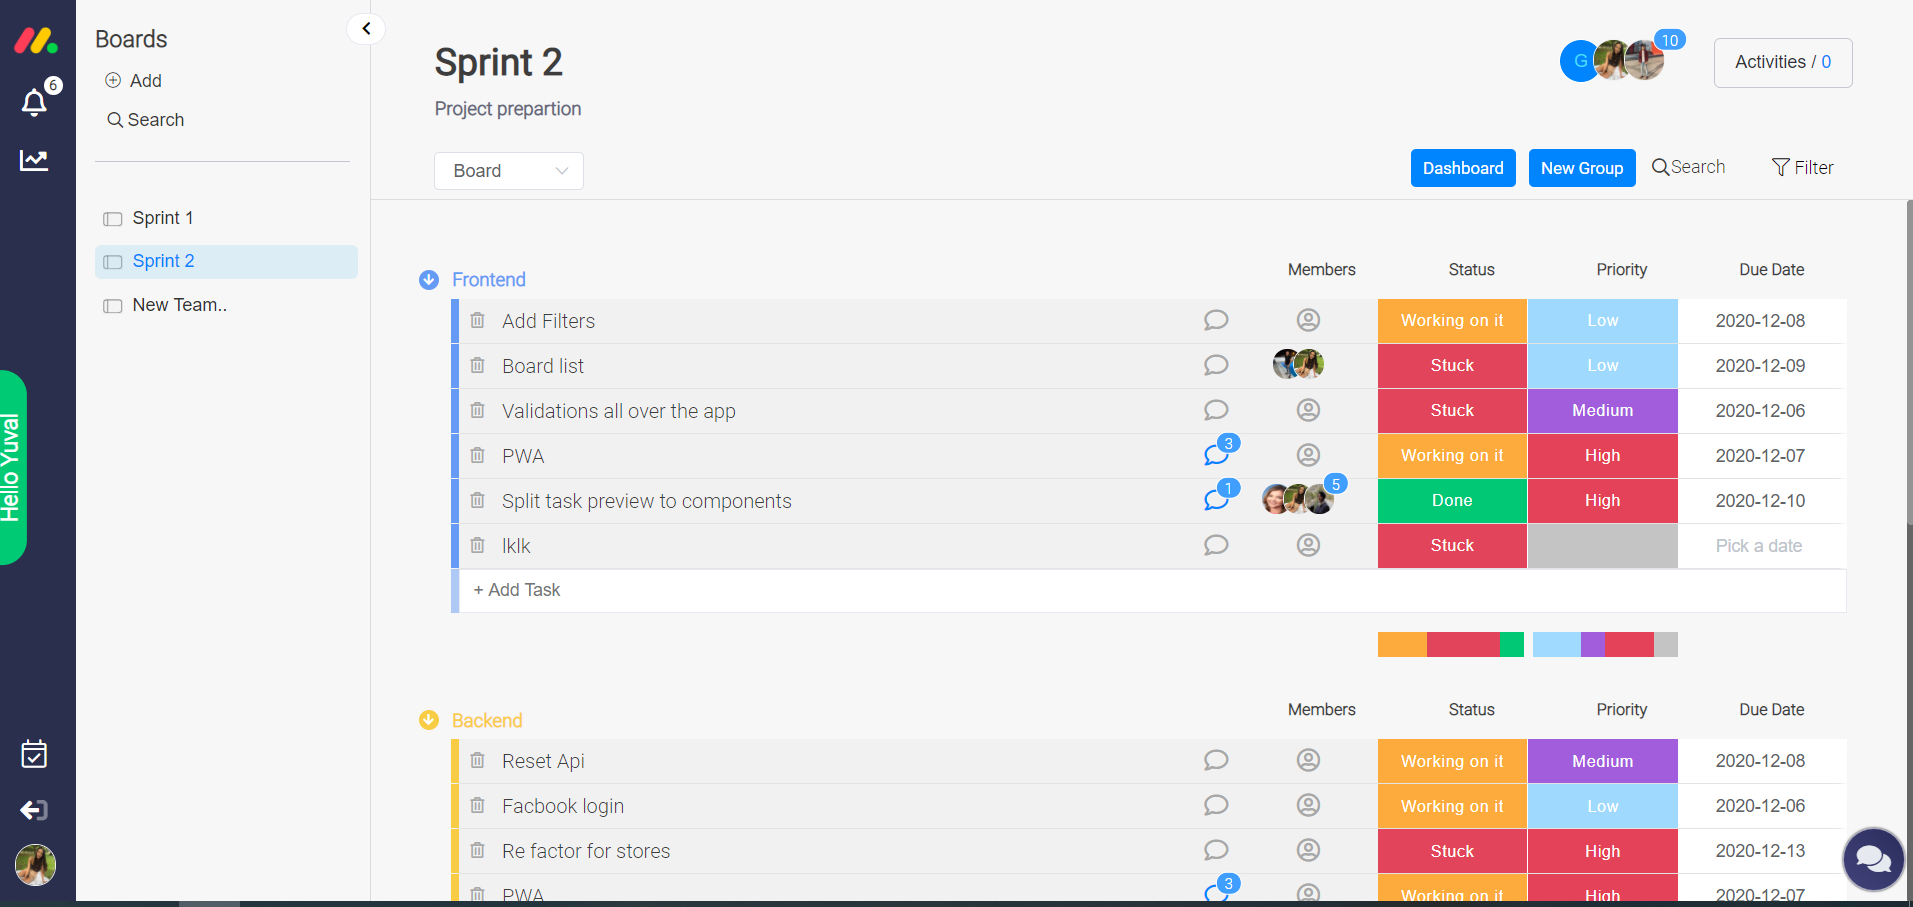 6
Hello Yuval
Boards
Add
Search
Sprint 1
Sprint 2
New Team..
Sprint 2
Project prepartion
G
10
Activities / 0
Board
Dashboard
New Group
Search
Filter
Frontend Members Status Priority Due Date
Add Filters Working on it Low 2020-12-08
Board list Stuck Low 2020-12-09
Validations all over the app Stuck Medium 2020-12-06
PWA 3 Working on it High 2020-12-07
Split task preview to components 1 5 Done High 2020-12-10
lklk Stuck Pick a date
+ Add Task
Backend Members Status Priority Due Date
Reset Api Working on it Medium 2020-12-08
Facbook login Working on it Low 2020-12-06
Re factor for stores Stuck High 2020-12-13
PWA 3 Working on it High 2020-12-07